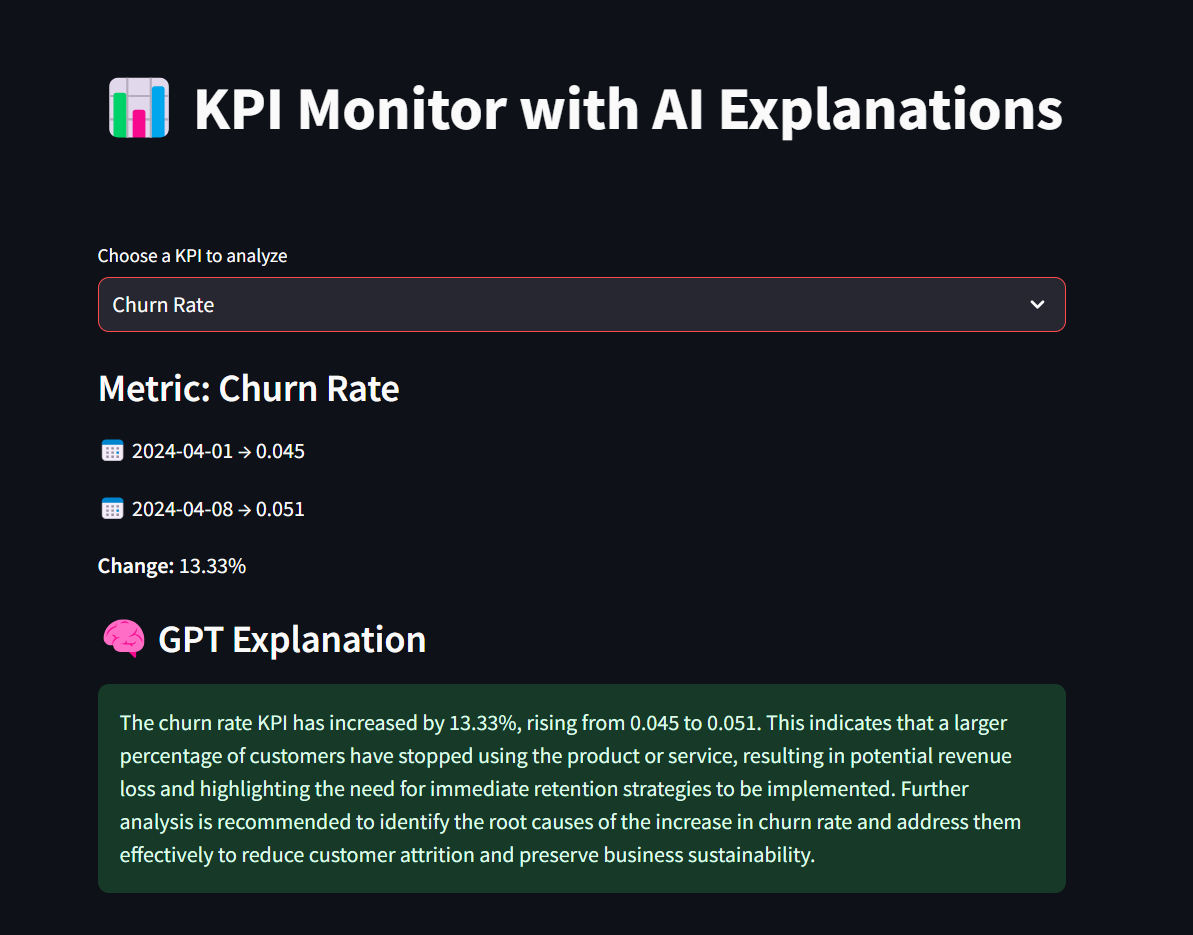 KPI Monitor with AI Explanations
Choose a KPI to analyze
Churn Rate
Metric: Churn Rate
2024-04-01 → 0.045
2024-04-08 → 0.051
Change: 13.33%
GPT Explanation
The churn rate KPI has increased by 13.33%, rising from 0.045 to 0.051. This indicates that a larger
percentage of customers have stopped using the product or service, resulting in potential revenue
loss and highlighting the need for immediate retention strategies to be implemented. Further
analysis is recommended to identify the root causes of the increase in churn rate and address them
effectively to reduce customer attrition and preserve business sustainability.